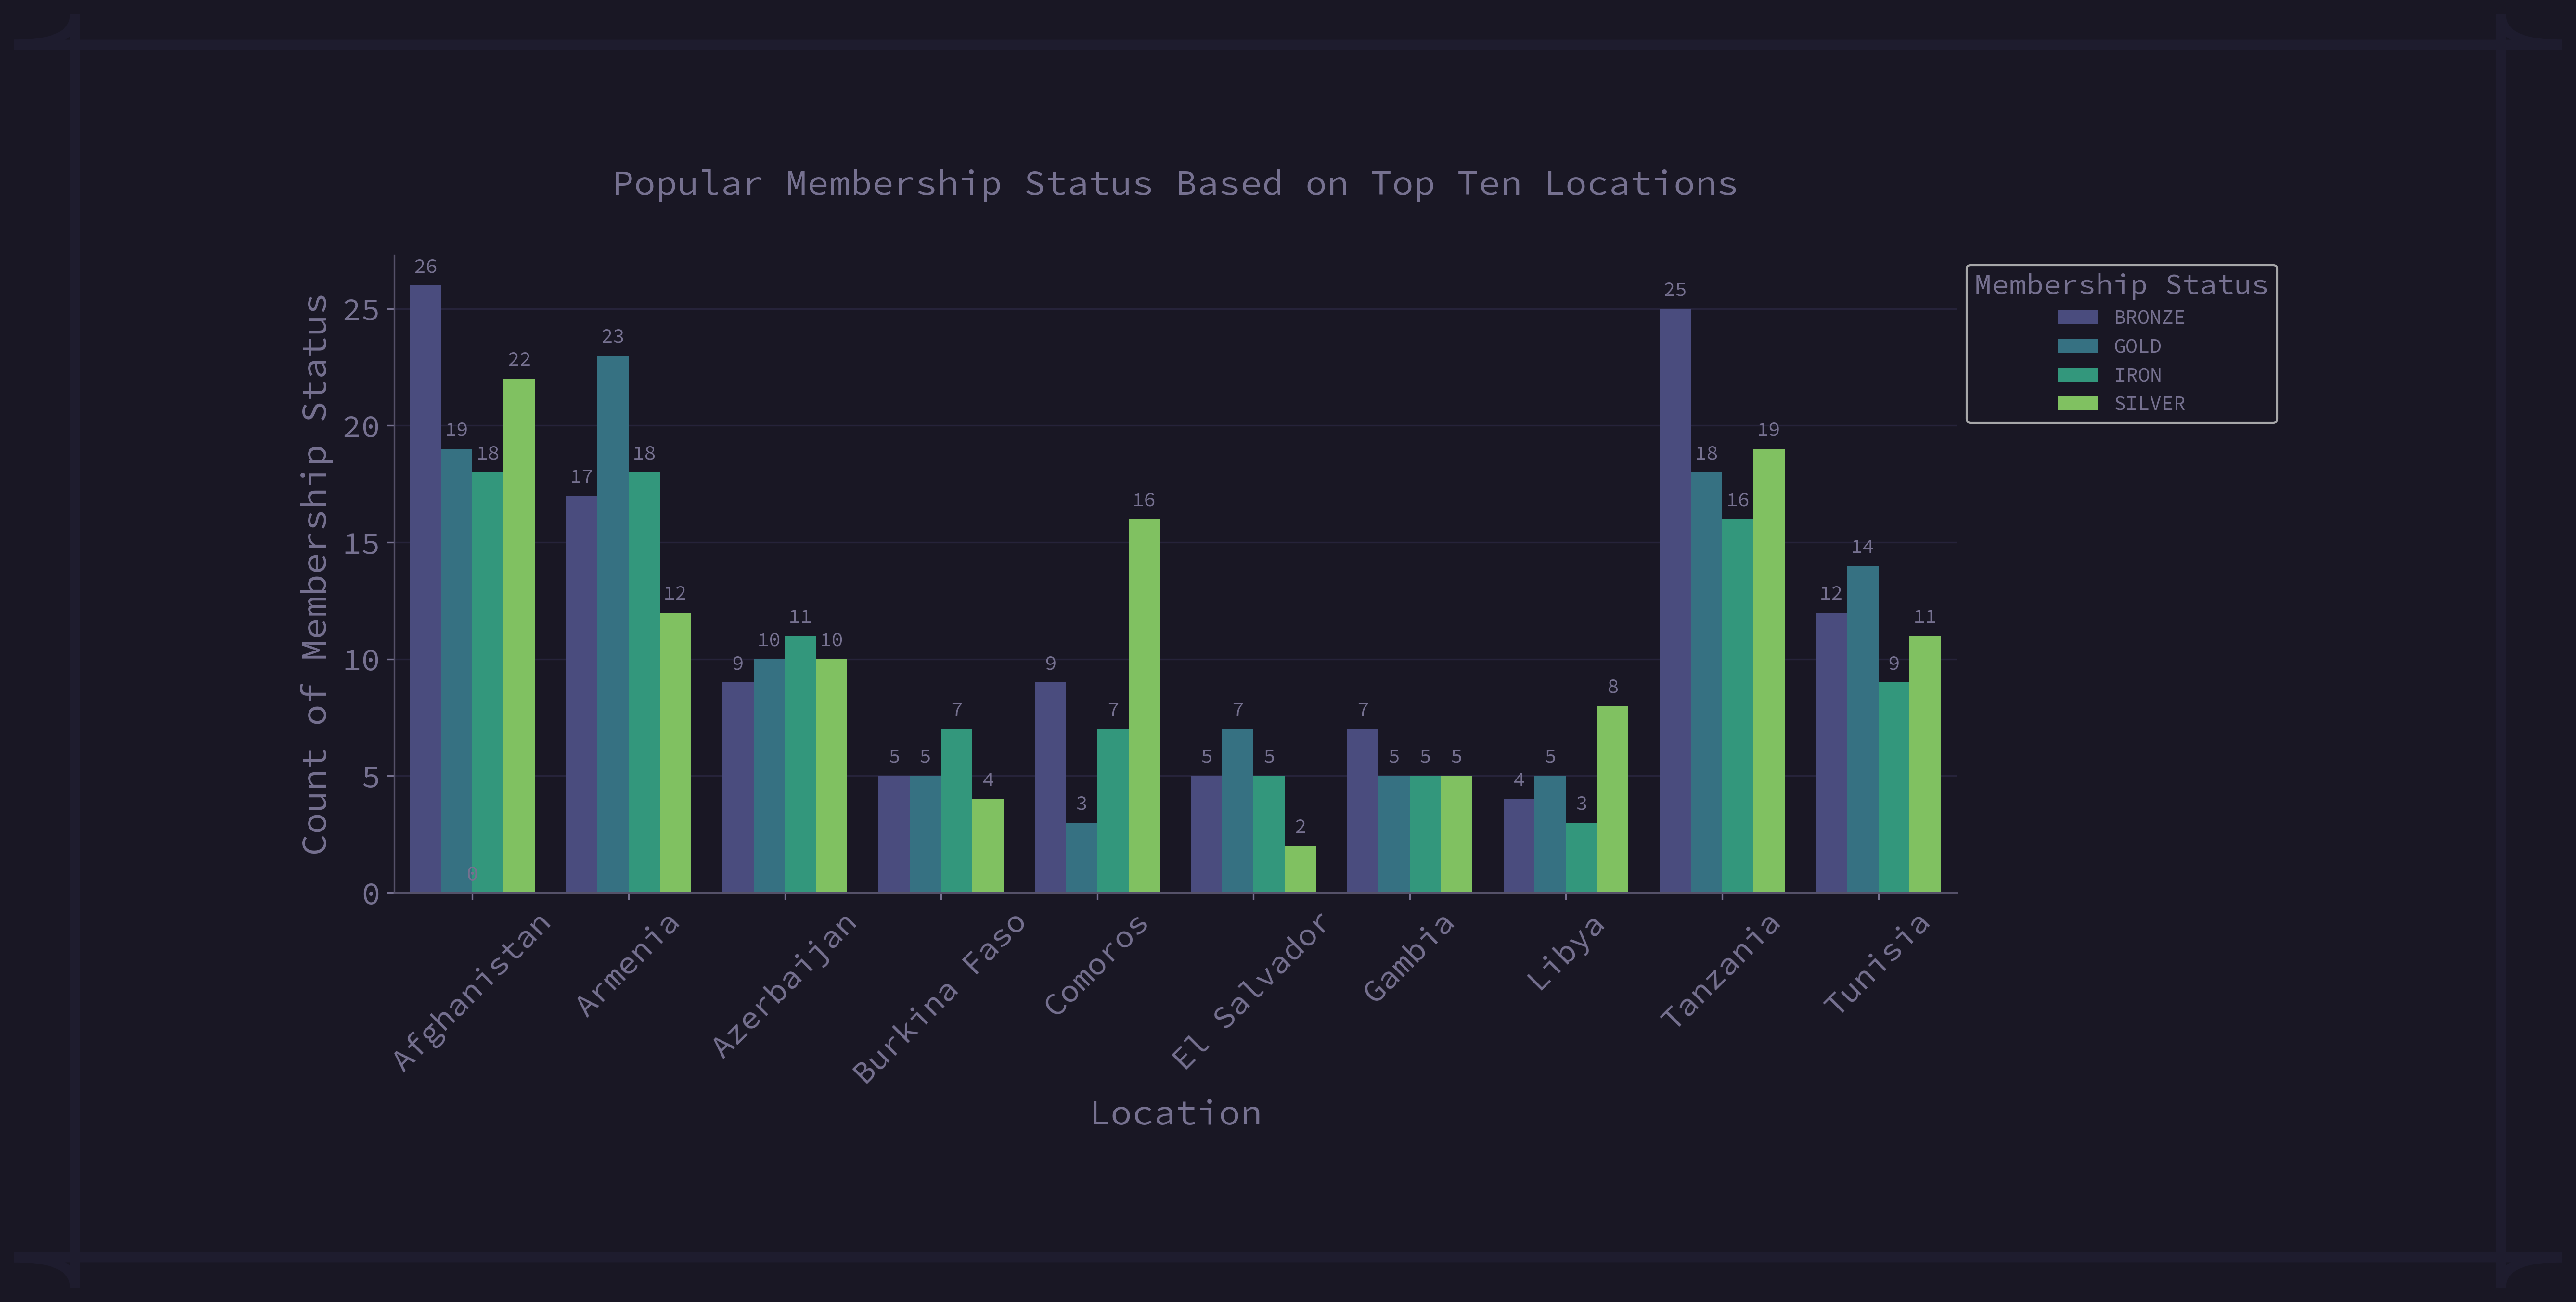 Popular Membership Status Based on Top Ten Locations
Count of Membership Status
25
20
15
10
5
0
26
19
18
22
0
17
23
18
12
9
10
11
10
5
5
7
4
9
3
7
16
5
7
5
2
7
5
5
5
4
5
3
8
25
18
16
19
12
14
9
11
Membership Status
BRONZE
GOLD
IRON
SILVER
Afghanistan
Armenia
Azerbaijan
Burkina Faso
Comoros
El Salvador
Gambia
Libya
Tanzania
Tunisia
Location